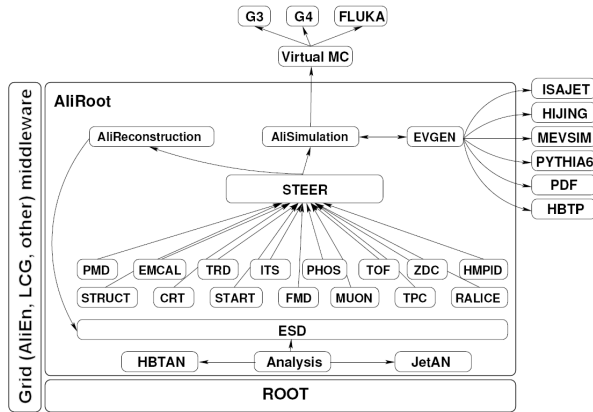 G3 G4 FLUKA
Virtual MC
AliRoot
ISAJET
HIJING
AliReconstruction AliSimulation EVGEN MEVSIM
PYTHIA6
STEER PDF
HBTP
PMD EMCAL TRD ITS PHOS TOF ZDC HMPID
STRUCT CRT START FMD MUON TPC RALICE
ESD
HBTAN Analysis JetAN
ROOT
Grid (AliEn, LCG, other) middleware